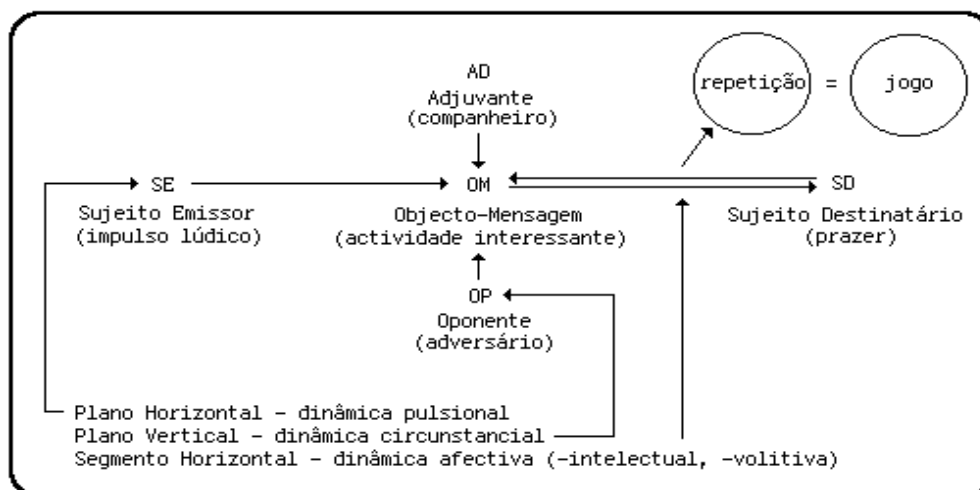 AD
Adjuvante
(companheiro)
repetição = jogo
SE
Sujeito Emissor
(impulso lúdico)
OM
Objecto-Mensagem
(actividade interessante)
SD
Sujeito Destinatário
(prazer)
OP
Oponente
(adversário)
Plano Horizontal - dinâmica pulsional
Plano Vertical - dinâmica circunstancial
Segmento Horizontal - dinâmica afectiva (-intelectual, -volitiva)